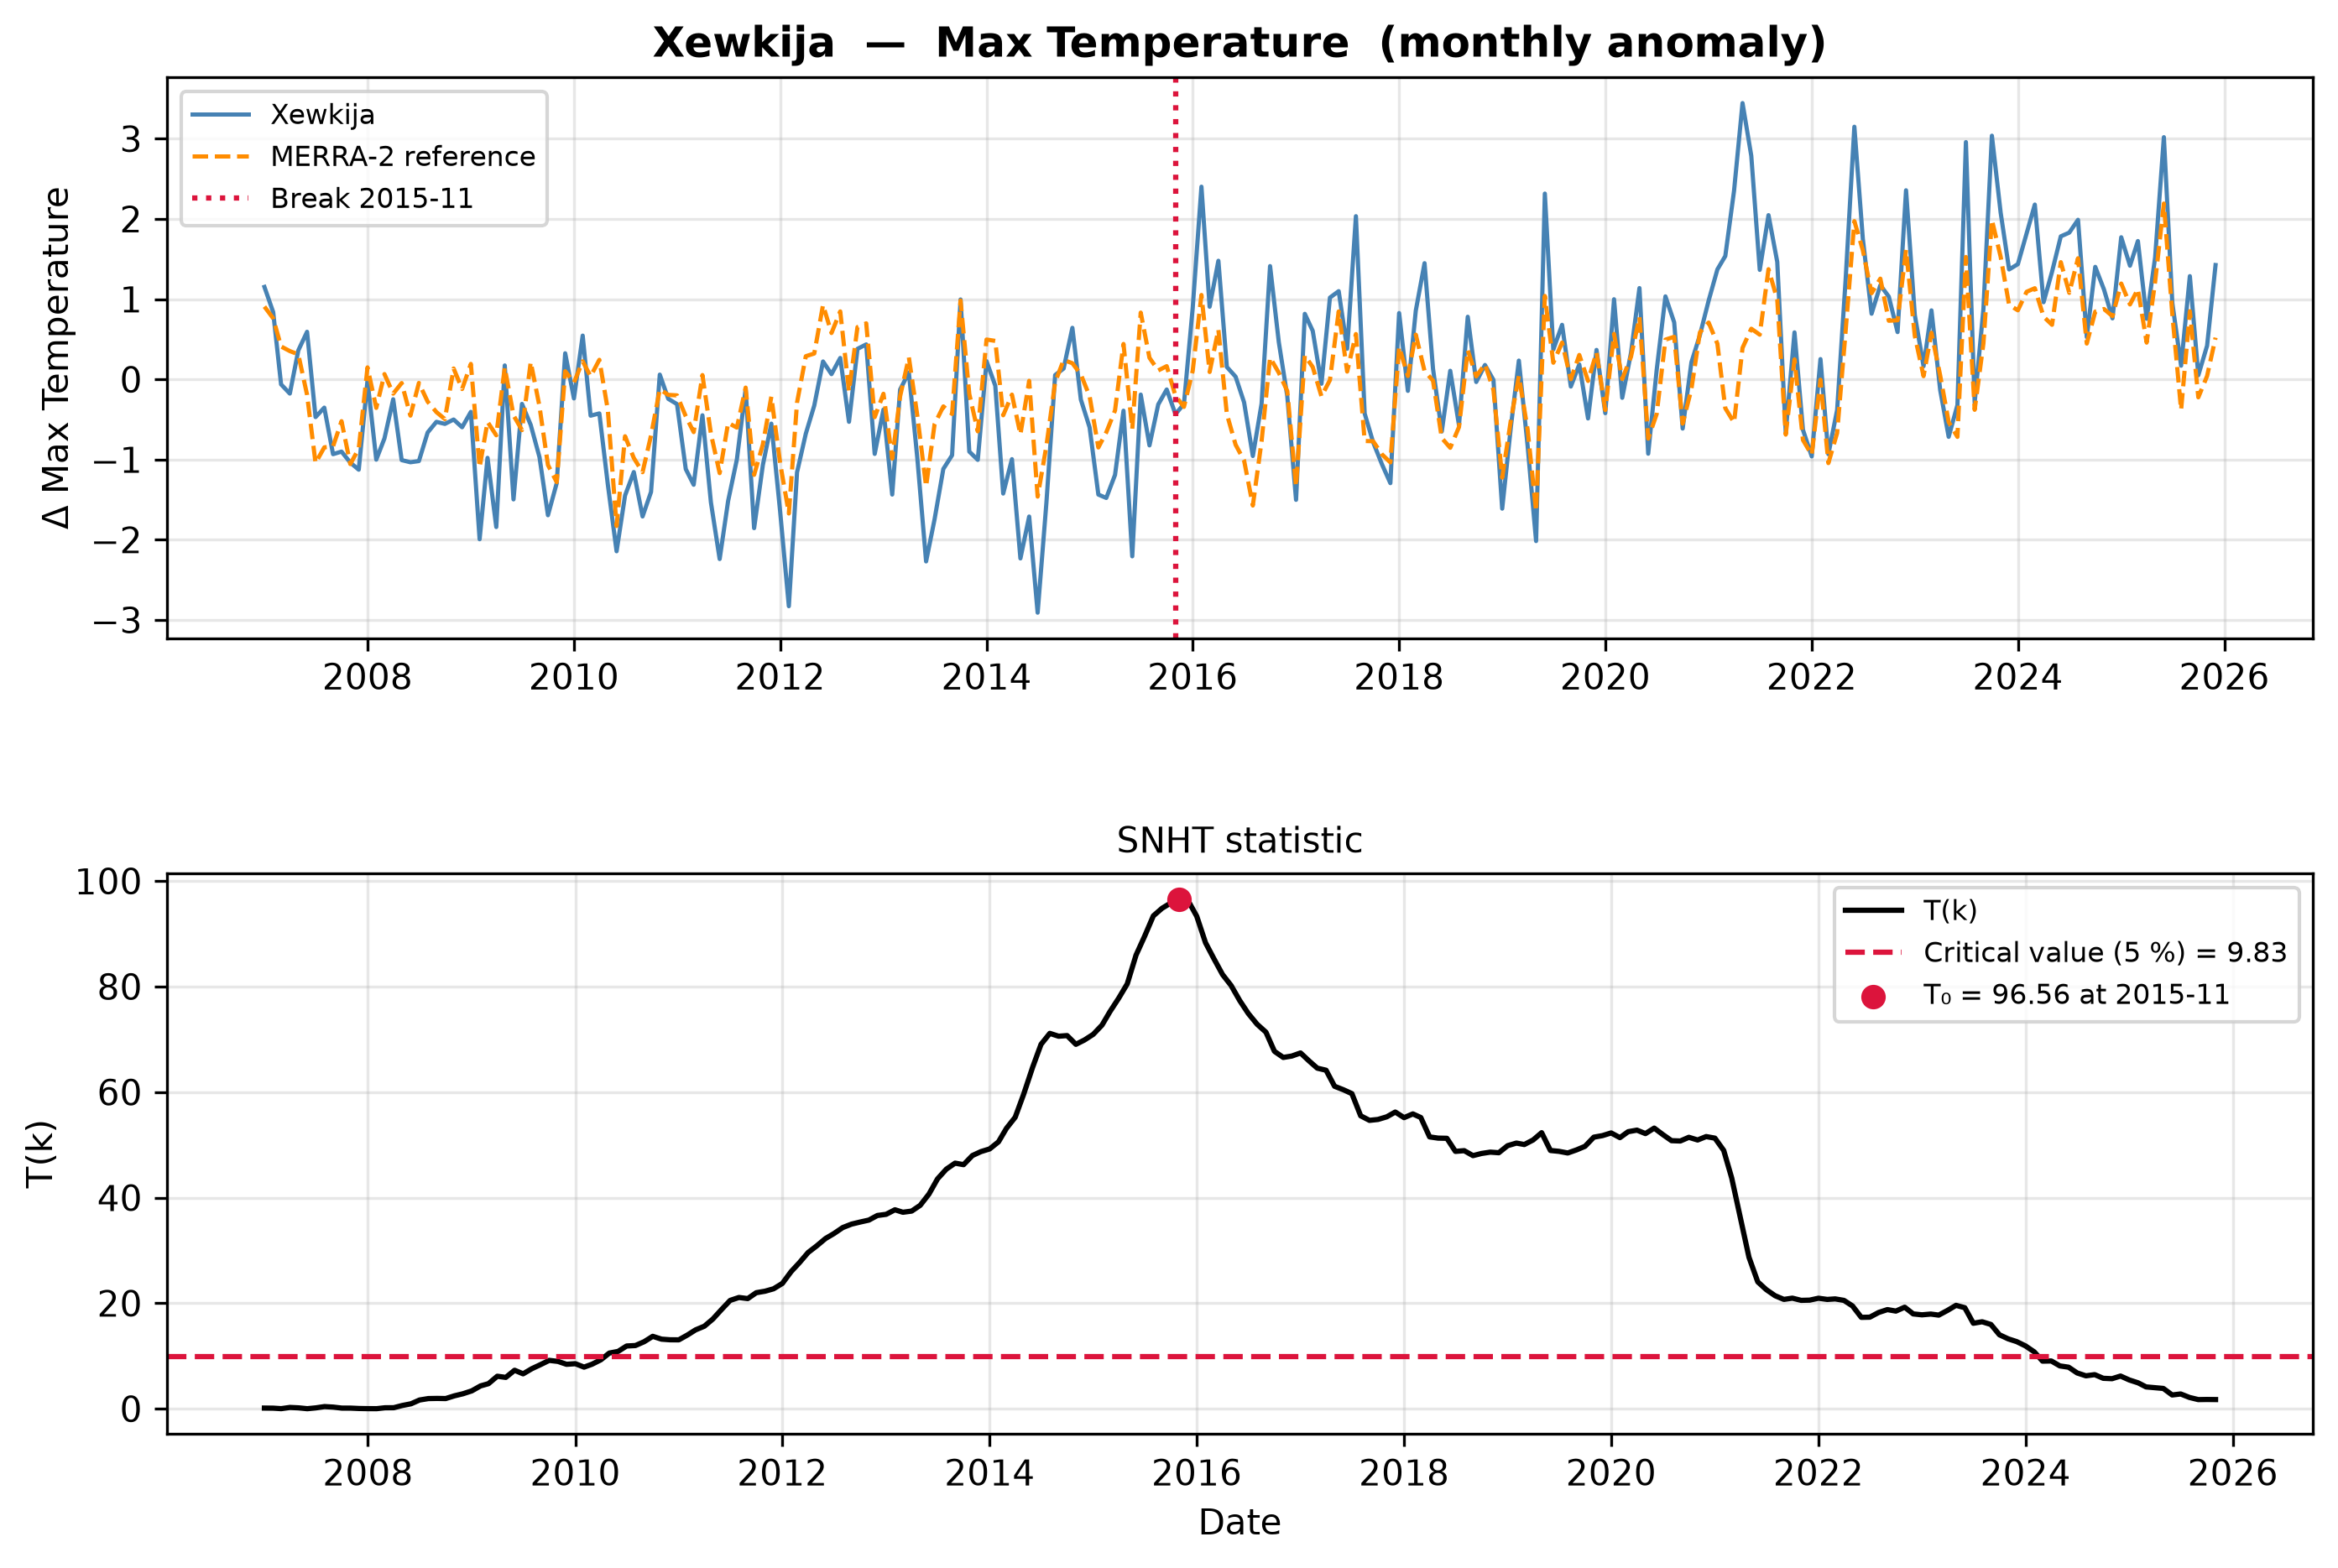 Xewkija — Max Temperature (monthly anomaly)
Xewkija
MERRA-2 reference
Break 2015-11
Δ Max Temperature
3
2
1
0
−1
−2
−3
2008 2010 2012 2014 2016 2018 2020 2022 2024 2026
SNHT statistic
T(k)
Critical value (5 %) = 9.83
T₀ = 96.56 at 2015-11
T(k)
100
80
60
40
20
0
2008 2010 2012 2014 2016 2018 2020 2022 2024 2026
Date